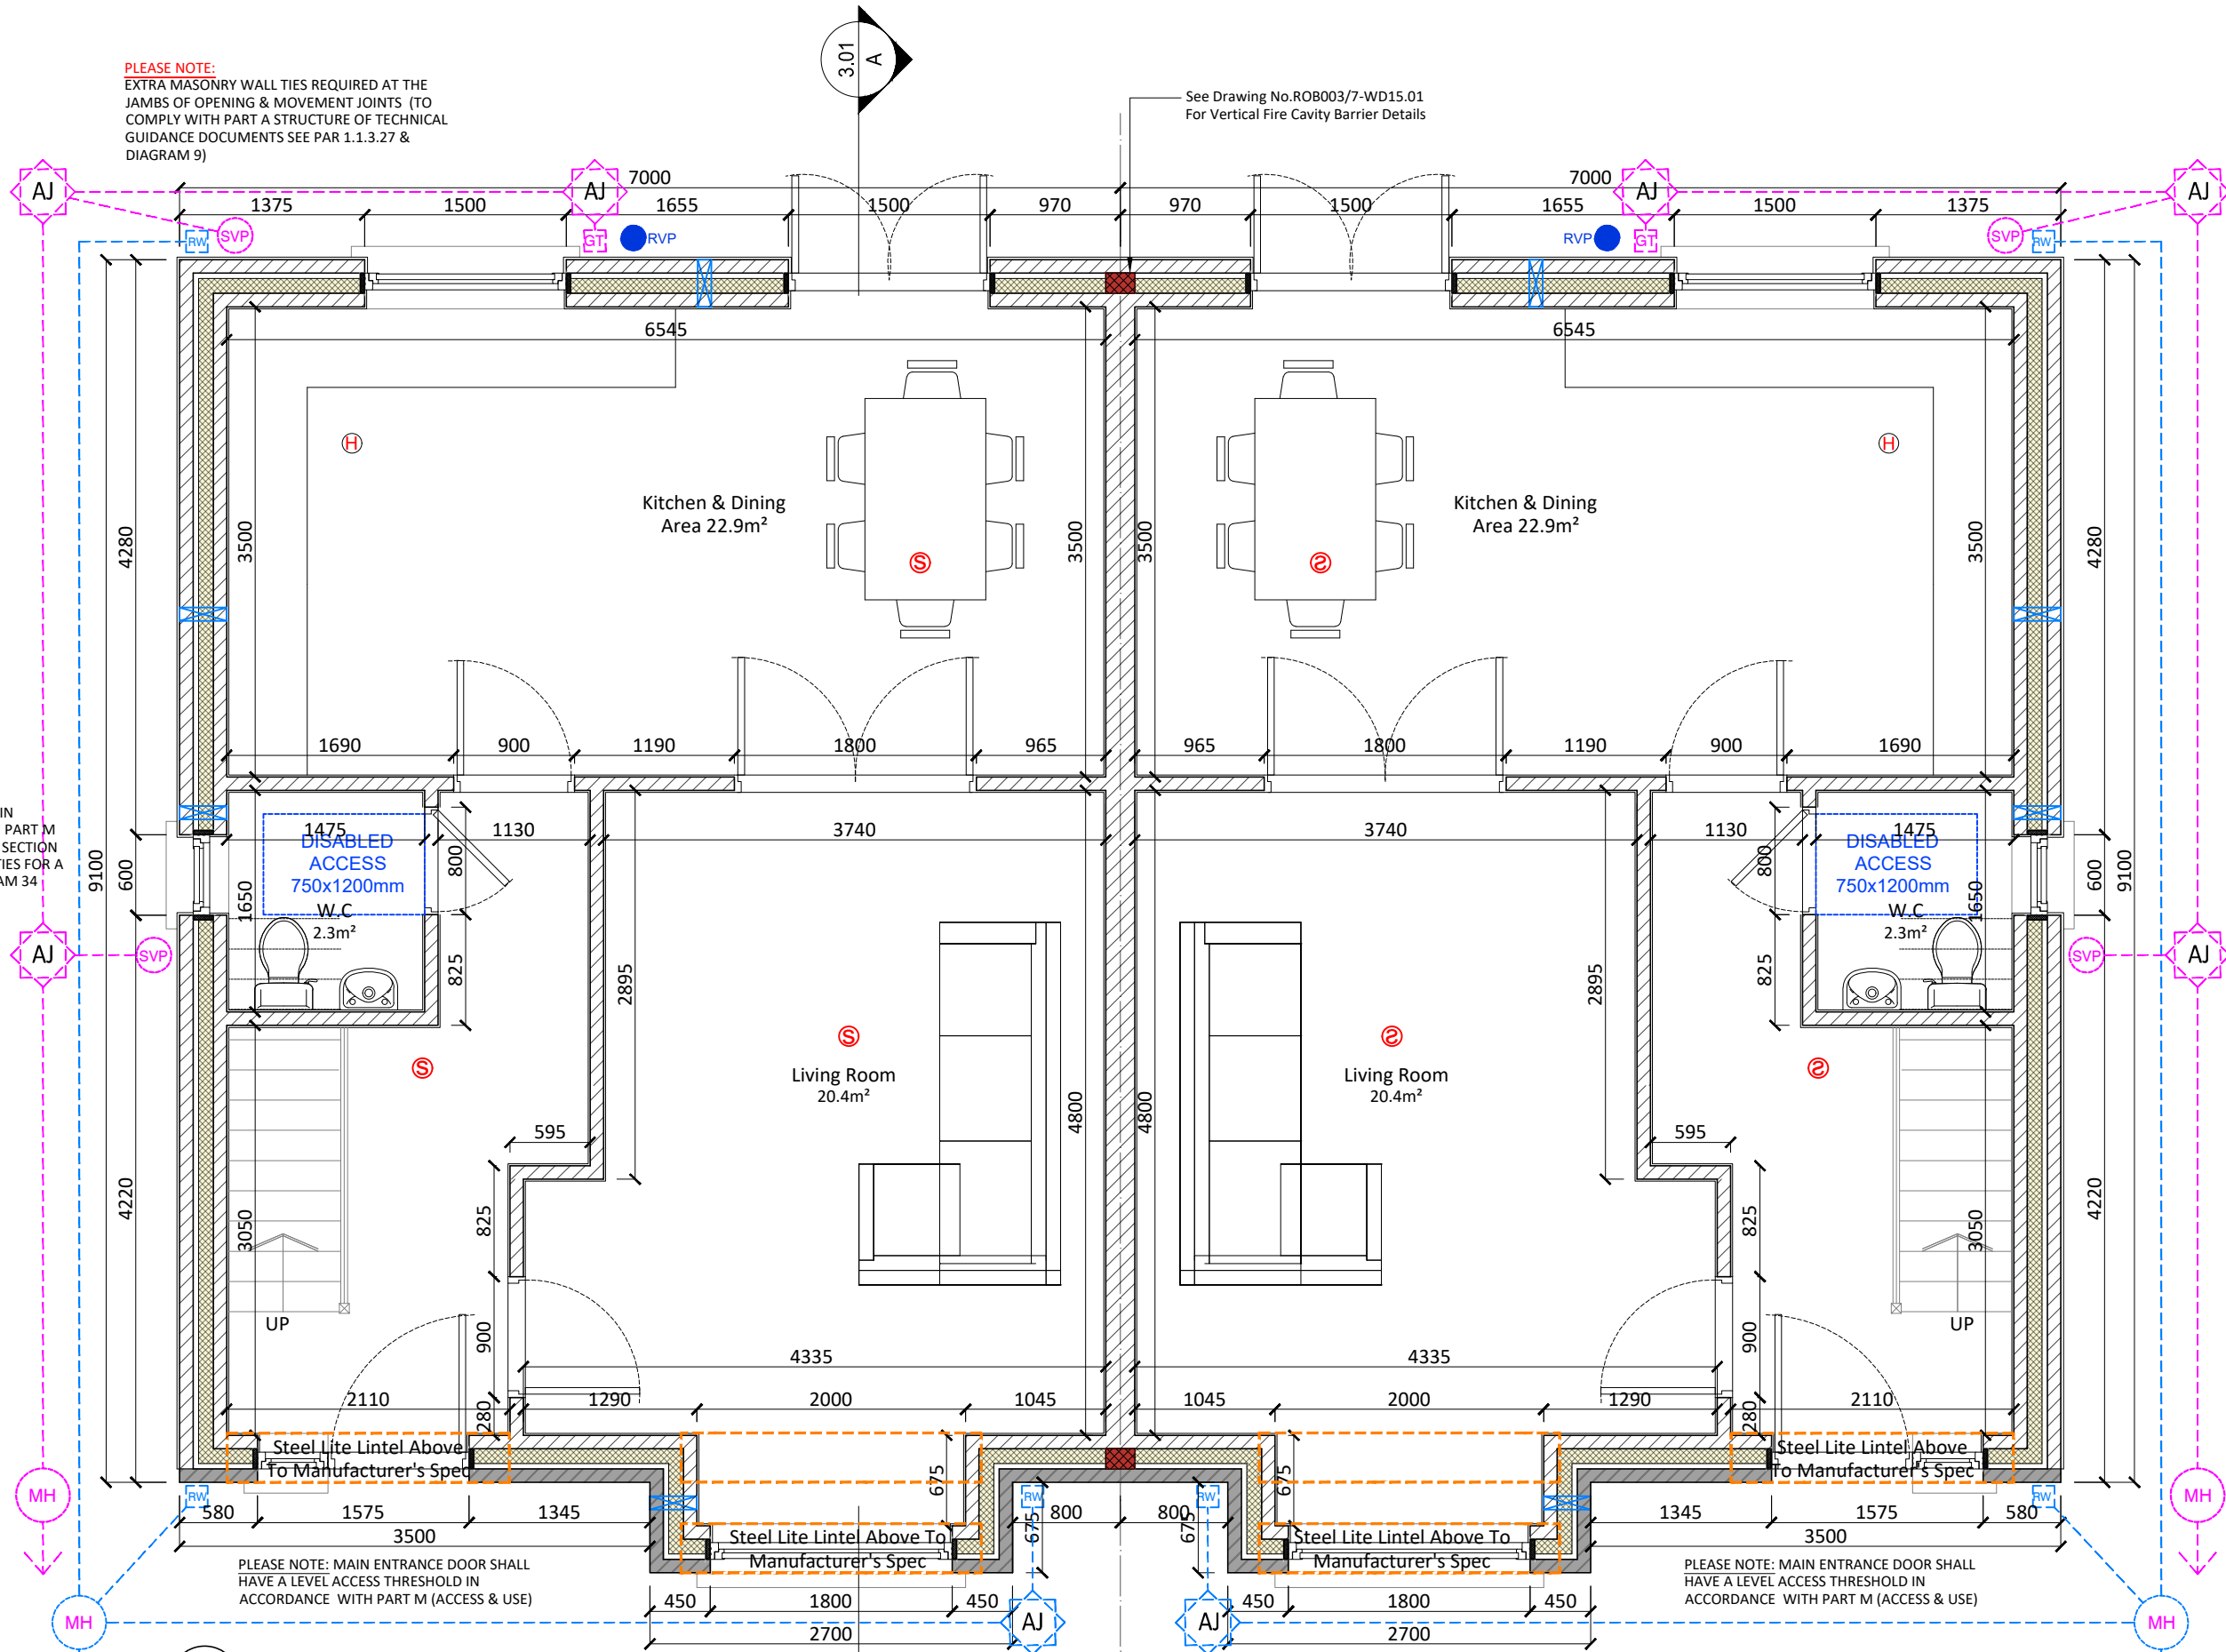 3.01
A
PLEASE NOTE:
EXTRA MASONRY WALL TIES REQUIRED AT THE
JAMBS OF OPENING & MOVEMENT JOINTS (TO
COMPLY WITH PART A STRUCTURE OF TECHNICAL
GUIDANCE DOCUMENTS SEE PAR 1.1.3.27 &
DIAGRAM 9)
See Drawing No.ROB003/7-WD15.01
For Vertical Fire Cavity Barrier Details
AJ AJ 7000 7000 AJ AJ
1375 1500 1655 1500 970 970 1500 1655 1500 1375
RW SVP GT RVP RVP GT SVP RW
6545 6545
H H
Kitchen & Dining
Area 22.9m²
Kitchen & Dining
Area 22.9m²
4280 3500 3500 3500 3500 4280
S S
1690 900 1190 1800 965 965 1800 1190 900 1690
IN
PART M
SECTION
TIES FOR A
AM 34
1475 1130 3740 3740 1130 1475
DISABLED
ACCESS
750x1200mm
W.C
2.3m²
DISABLED
ACCESS
750x1200mm
W.C
2.3m²
9100 600 1650 800 800 1650 600 9100
AJ SVP 825 2895 2895 825 SVP AJ
S S S S
Living Room
20.4m²
Living Room
20.4m²
4800 4800
595 595
4220 3050 825 825 3050 4220
UP UP
900 900
4335 4335
2110 1290 2000 1045 1045 2000 1290 2110
280 280
Steel Lite Lintel Above
To Manufacturer's Spec
Steel Lite Lintel Above
To Manufacturer's Spec
MH RW 675 RW RW 675 RW MH
580 1575 1345 675 800 800 675 1345 1575 580
3500 3500
Steel Lite Lintel Above To
Manufacturer's Spec
Steel Lite Lintel Above To
Manufacturer's Spec
PLEASE NOTE: MAIN ENTRANCE DOOR SHALL
HAVE A LEVEL ACCESS THRESHOLD IN
ACCORDANCE WITH PART M (ACCESS & USE)
PLEASE NOTE: MAIN ENTRANCE DOOR SHALL
HAVE A LEVEL ACCESS THRESHOLD IN
ACCORDANCE WITH PART M (ACCESS & USE)
450 1800 450 450 1800 450
MH AJ AJ MH
2700 2700